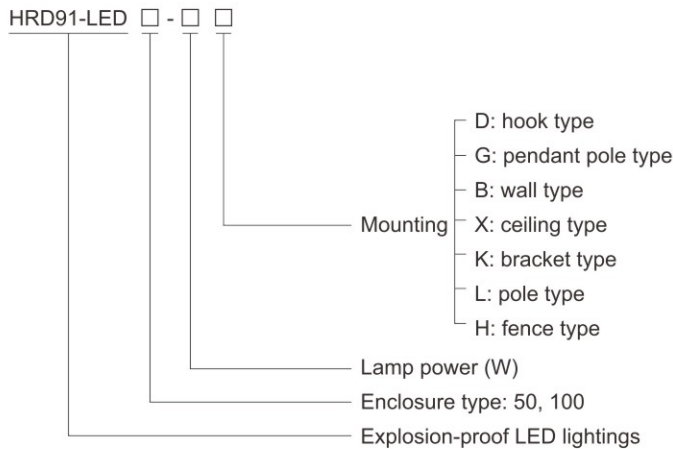 HRD91-LED □ - □ □
D: hook type
G: pendant pole type
B: wall type
Mounting X: ceiling type
K: bracket type
L: pole type
H: fence type
Lamp power (W)
Enclosure type: 50, 100
Explosion-proof LED lightings